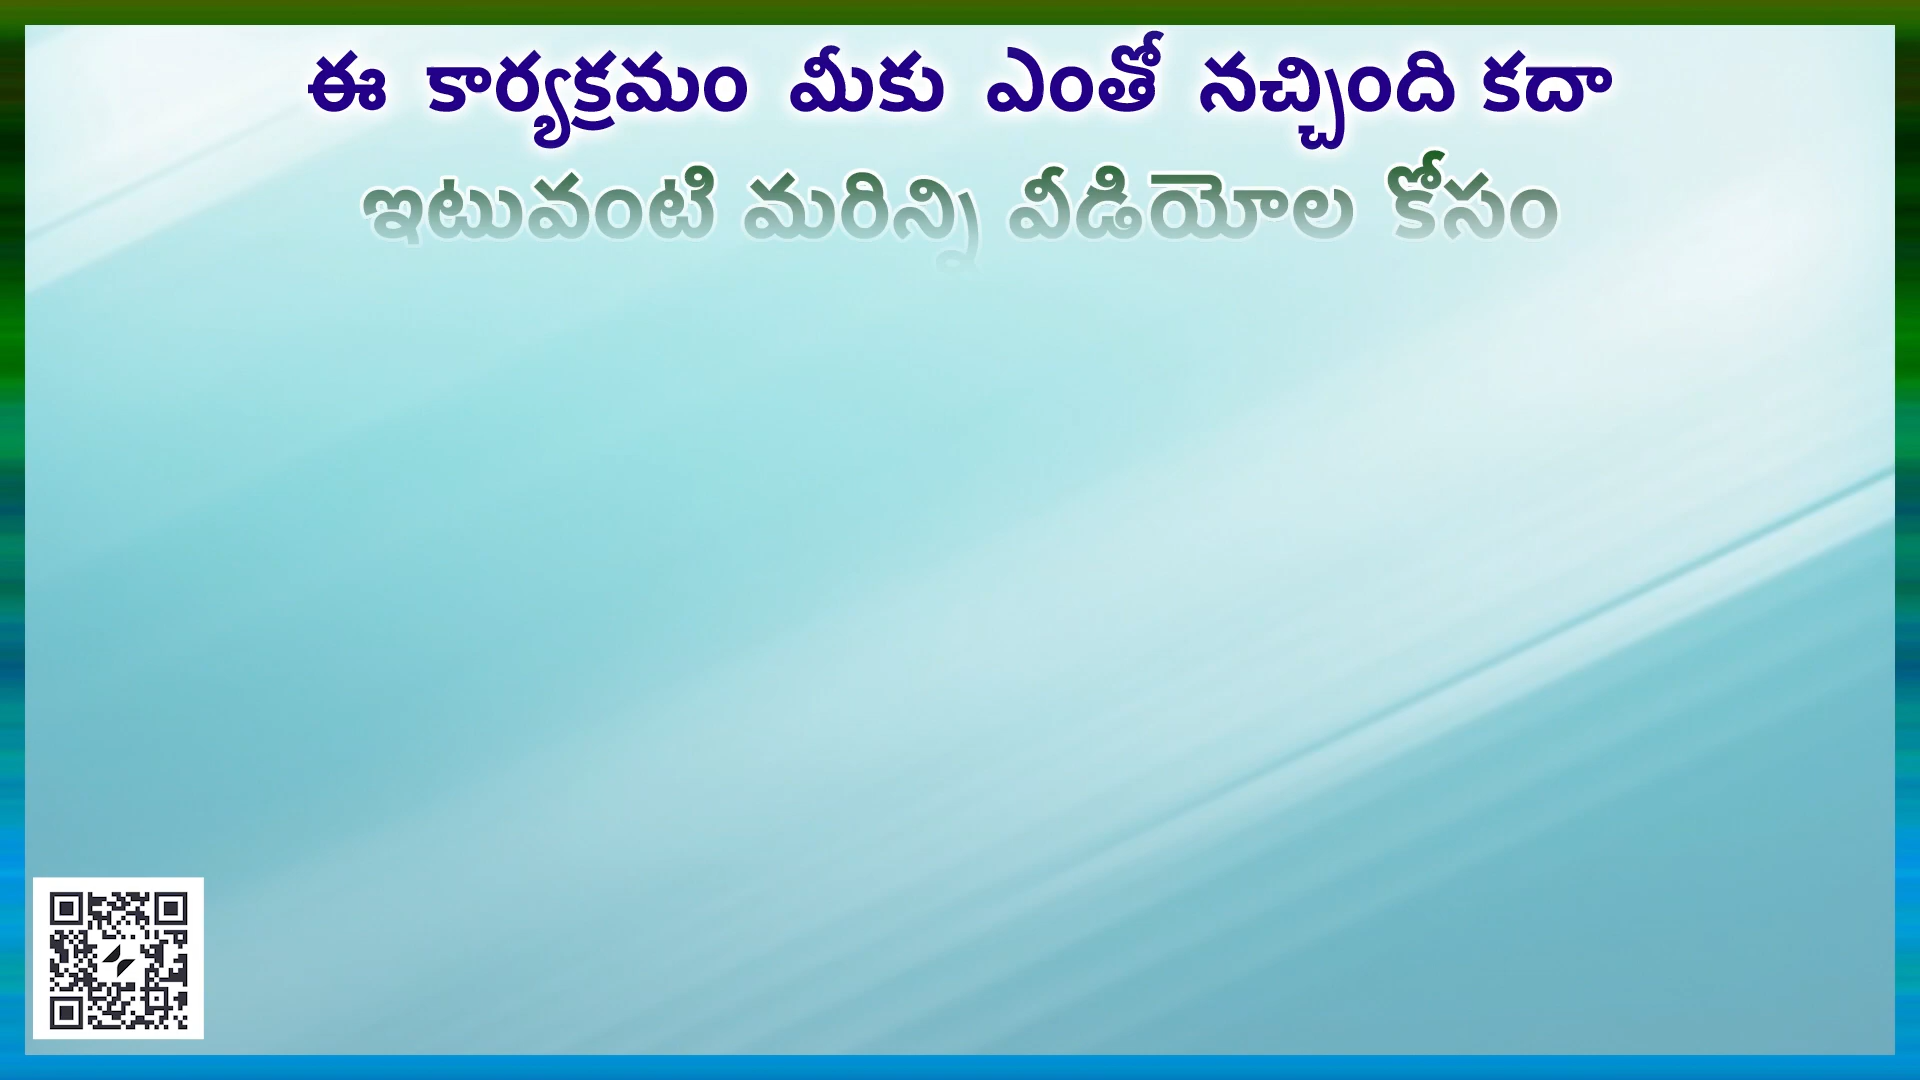 ఈ కార్యక్రమం మీకు ఎంతో నచ్చింది కదా
ఇటువంటి మరిన్ని వీడియోల కోసం